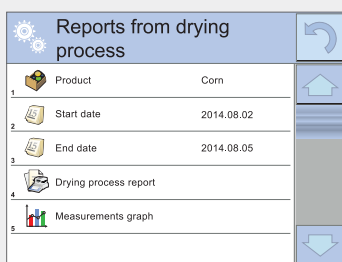 Reports from drying
process
1 Product Corn
2 Start date 2014.08.02
3 End date 2014.08.05
4 Drying process report
5 Measurements graph